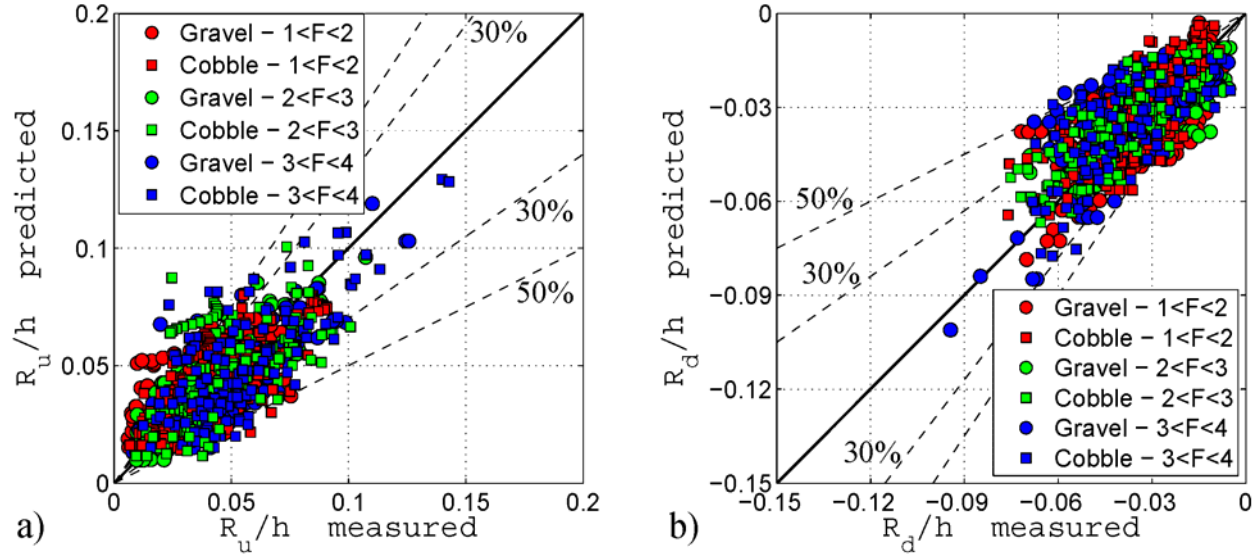 0.2
0.15
0.1
0.05
0
R_u/h predicted
Gravel − 1<F<2
Cobble − 1<F<2
Gravel − 2<F<3
Cobble − 2<F<3
Gravel − 3<F<4
Cobble − 3<F<4
30%
30%
50%
0 0.05 0.1 0.15 0.2
R_u/h measured
a)
0
−0.03
−0.06
−0.09
−0.12
−0.15
R_d/h predicted
50%
30%
30%
Gravel − 1<F<2
Cobble − 1<F<2
Gravel − 2<F<3
Cobble − 2<F<3
Gravel − 3<F<4
Cobble − 3<F<4
−0.15 −0.12 −0.09 −0.06 −0.03 0
R_d/h measured
b)